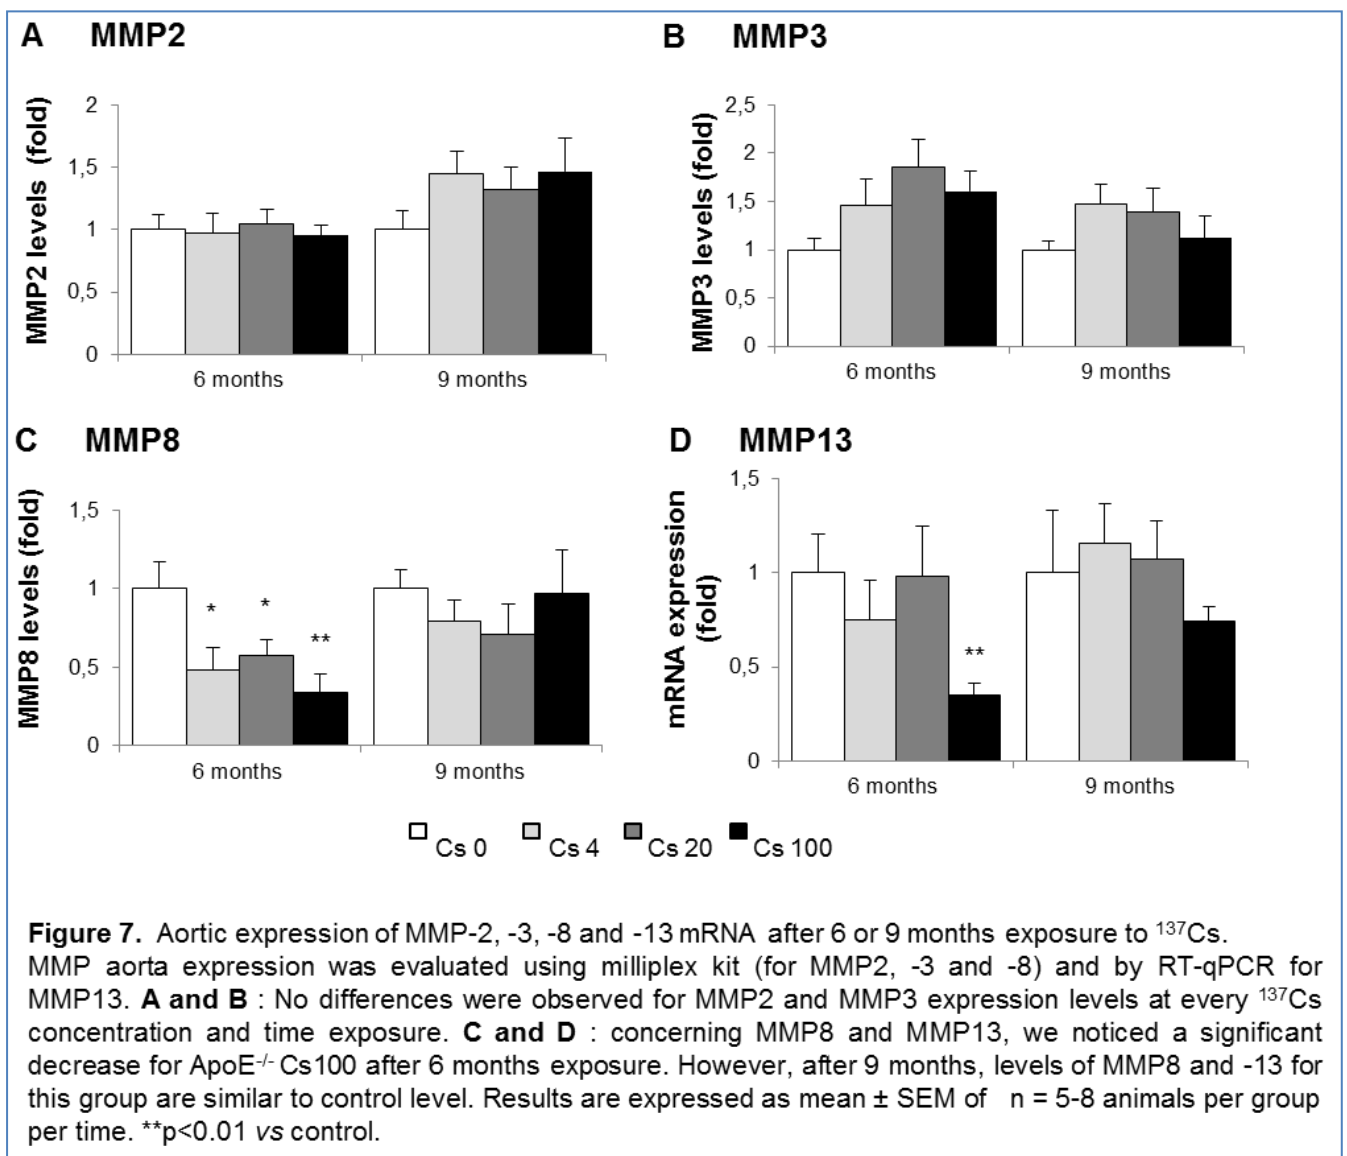 A MMP2
B MMP3
MMP2 levels (fold)
2
1,5
1
0,5
0
6 months
9 months
MMP3 levels (fold)
2,5
2
1,5
1
0,5
0
6 months
9 months
C MMP8
D MMP13
MMP8 levels (fold)
1,5
1
0,5
0
*
*
**
6 months
9 months
mRNA expression
(fold)
1,5
1
0,5
0
**
6 months
9 months
Cs 0 Cs 4 Cs 20 Cs 100
Figure 7. Aortic expression of MMP-2, -3, -8 and -13 mRNA after 6 or 9 months exposure to ¹³⁷Cs.
MMP aorta expression was evaluated using milliplex kit (for MMP2, -3 and -8) and by RT-qPCR for
MMP13. A and B : No differences were observed for MMP2 and MMP3 expression levels at every ¹³⁷Cs
concentration and time exposure. C and D : concerning MMP8 and MMP13, we noticed a significant
decrease for ApoE⁻/⁻ Cs100 after 6 months exposure. However, after 9 months, levels of MMP8 and -13 for
this group are similar to control level. Results are expressed as mean ± SEM of n = 5-8 animals per group
per time. **p<0.01 vs control.